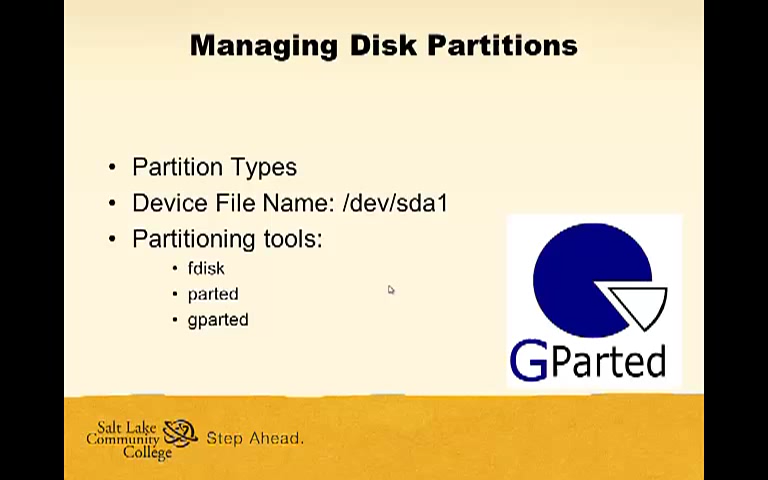 Managing Disk Partitions
• Partition Types
• Device File Name: /dev/sda1
• Partitioning tools:
• fdisk
• parted
• gparted
GParted
Salt Lake
Community
College
Step Ahead.